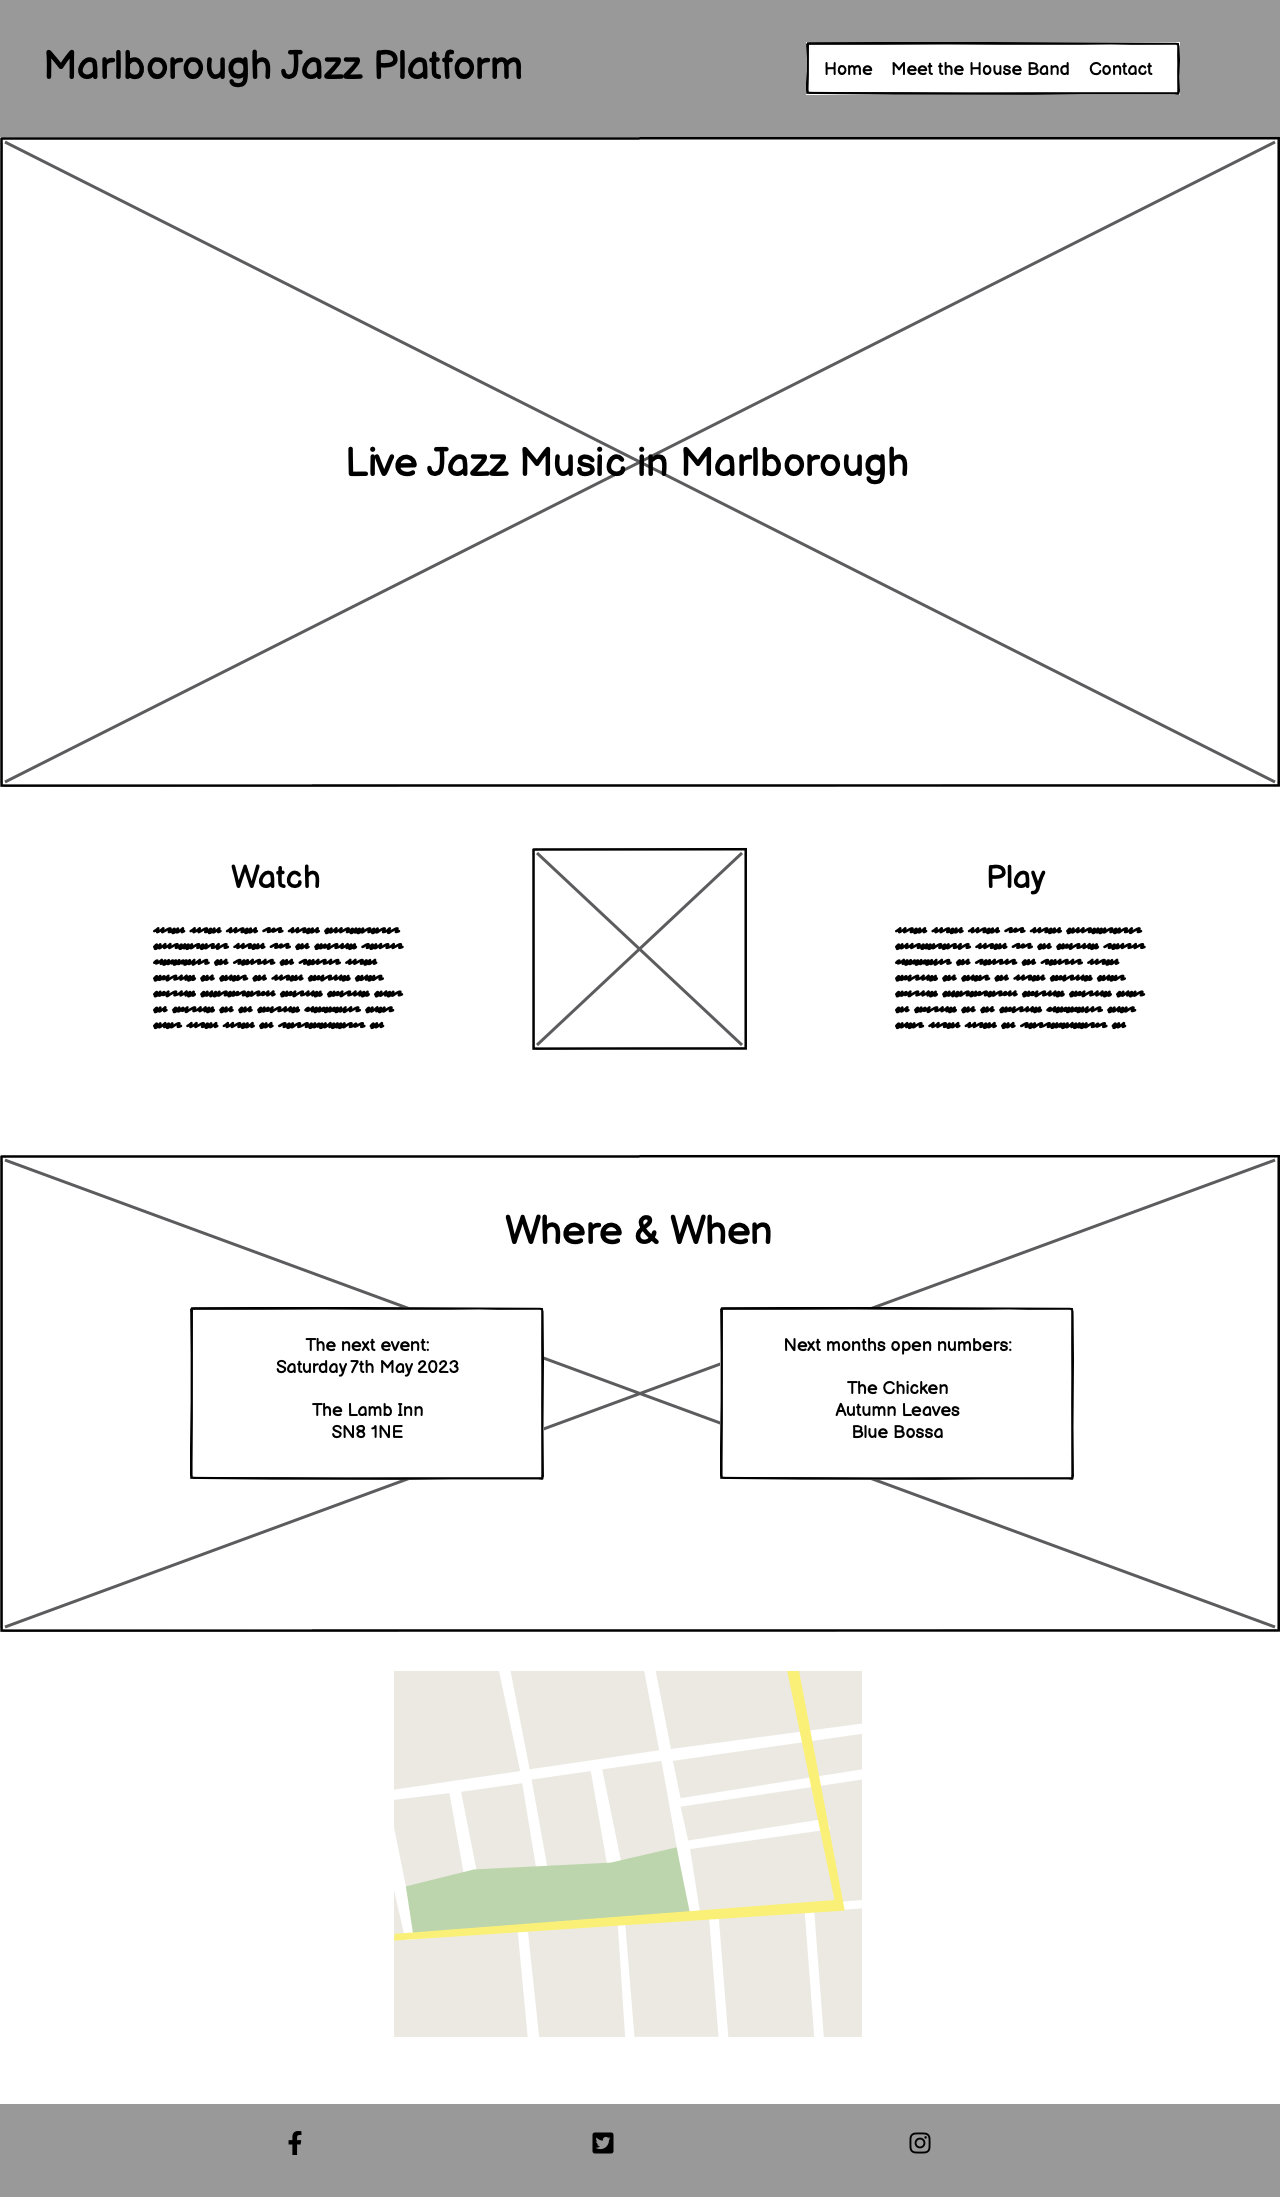 Marlborough Jazz Platform
Home Meet the House Band Contact
Live Jazz Music in Marlborough
Watch
Play
Where & When
The next event:
Saturday 7th May 2023
The Lamb Inn
SN8 1NE
Next months open numbers:
The Chicken
Autumn Leaves
Blue Bossa